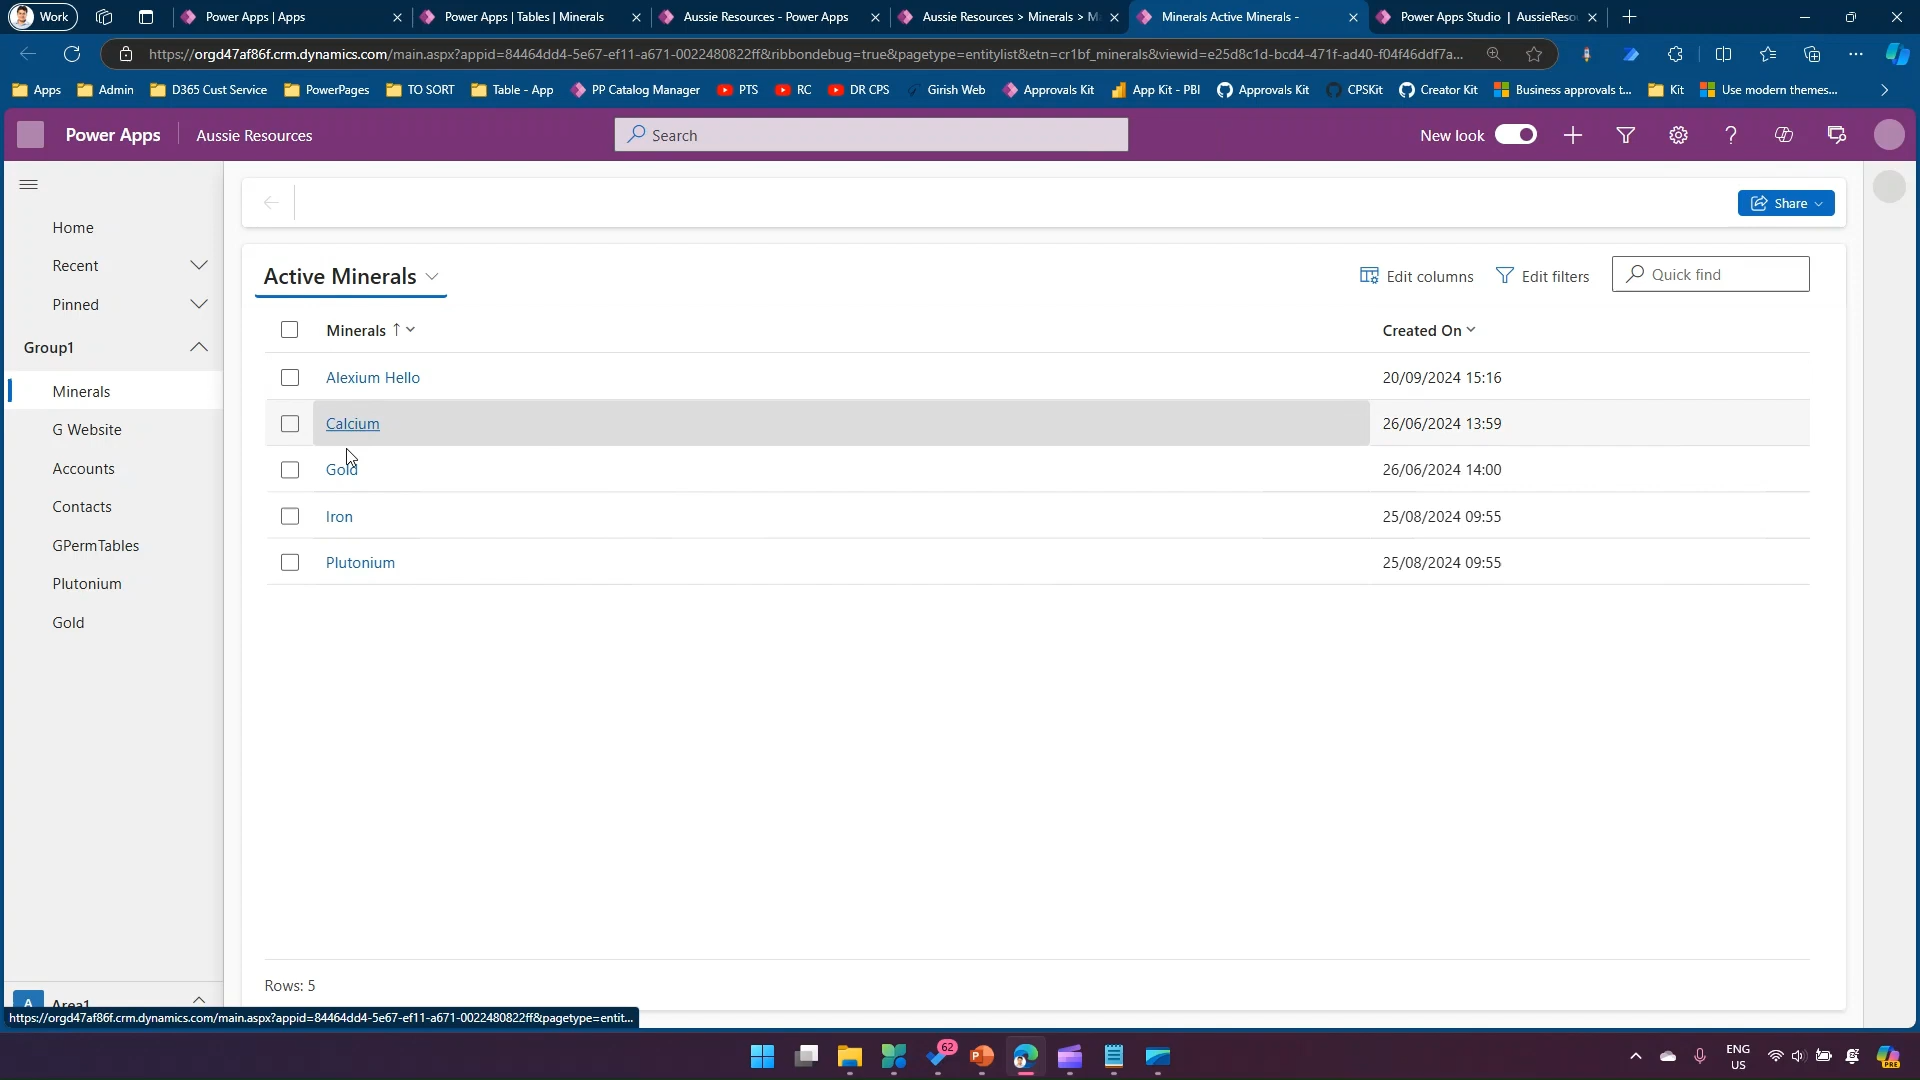 Work
Power Apps | Apps
Power Apps | Tables | Minerals
Aussie Resources - Power Apps
Aussie Resources > Minerals > M
Minerals Active Minerals -
Power Apps Studio | AussieReso
https://orgd47af86f.crm.dynamics.com/main.aspx?appid=84464dd4-5e67-ef11-a671-0022480822ff&ribbondebug=true&pagetype=entitylist&etn=cr1bf_minerals&viewid=e25d8c1d-bcd4-471f-ad40-f04f46ddf7a...
Apps
Admin
D365 Cust Service
PowerPages
TO SORT
Table - App
PP Catalog Manager
PTS
RC
DR CPS
Girish Web
Approvals Kit
App Kit - PBI
Approvals Kit
CPSKit
Creator Kit
Business approvals t...
Kit
Use modern themes...
Power Apps
Aussie Resources
Search
New look
Share
Home
Recent
Pinned
Group1
Minerals
G Website
Accounts
Contacts
GPermTables
Plutonium
Gold
Active Minerals
Edit columns
Edit filters
Quick find
Minerals
Created On
Alexium Hello
20/09/2024 15:16
Calcium
26/06/2024 13:59
Gold
26/06/2024 14:00
Iron
25/08/2024 09:55
Plutonium
25/08/2024 09:55
Rows: 5
A
Area1
https://orgd47af86f.crm.dynamics.com/main.aspx?appid=84464dd4-5e67-ef11-a671-0022480822ff&pagetype=entit...
62
ENG
US
PRE